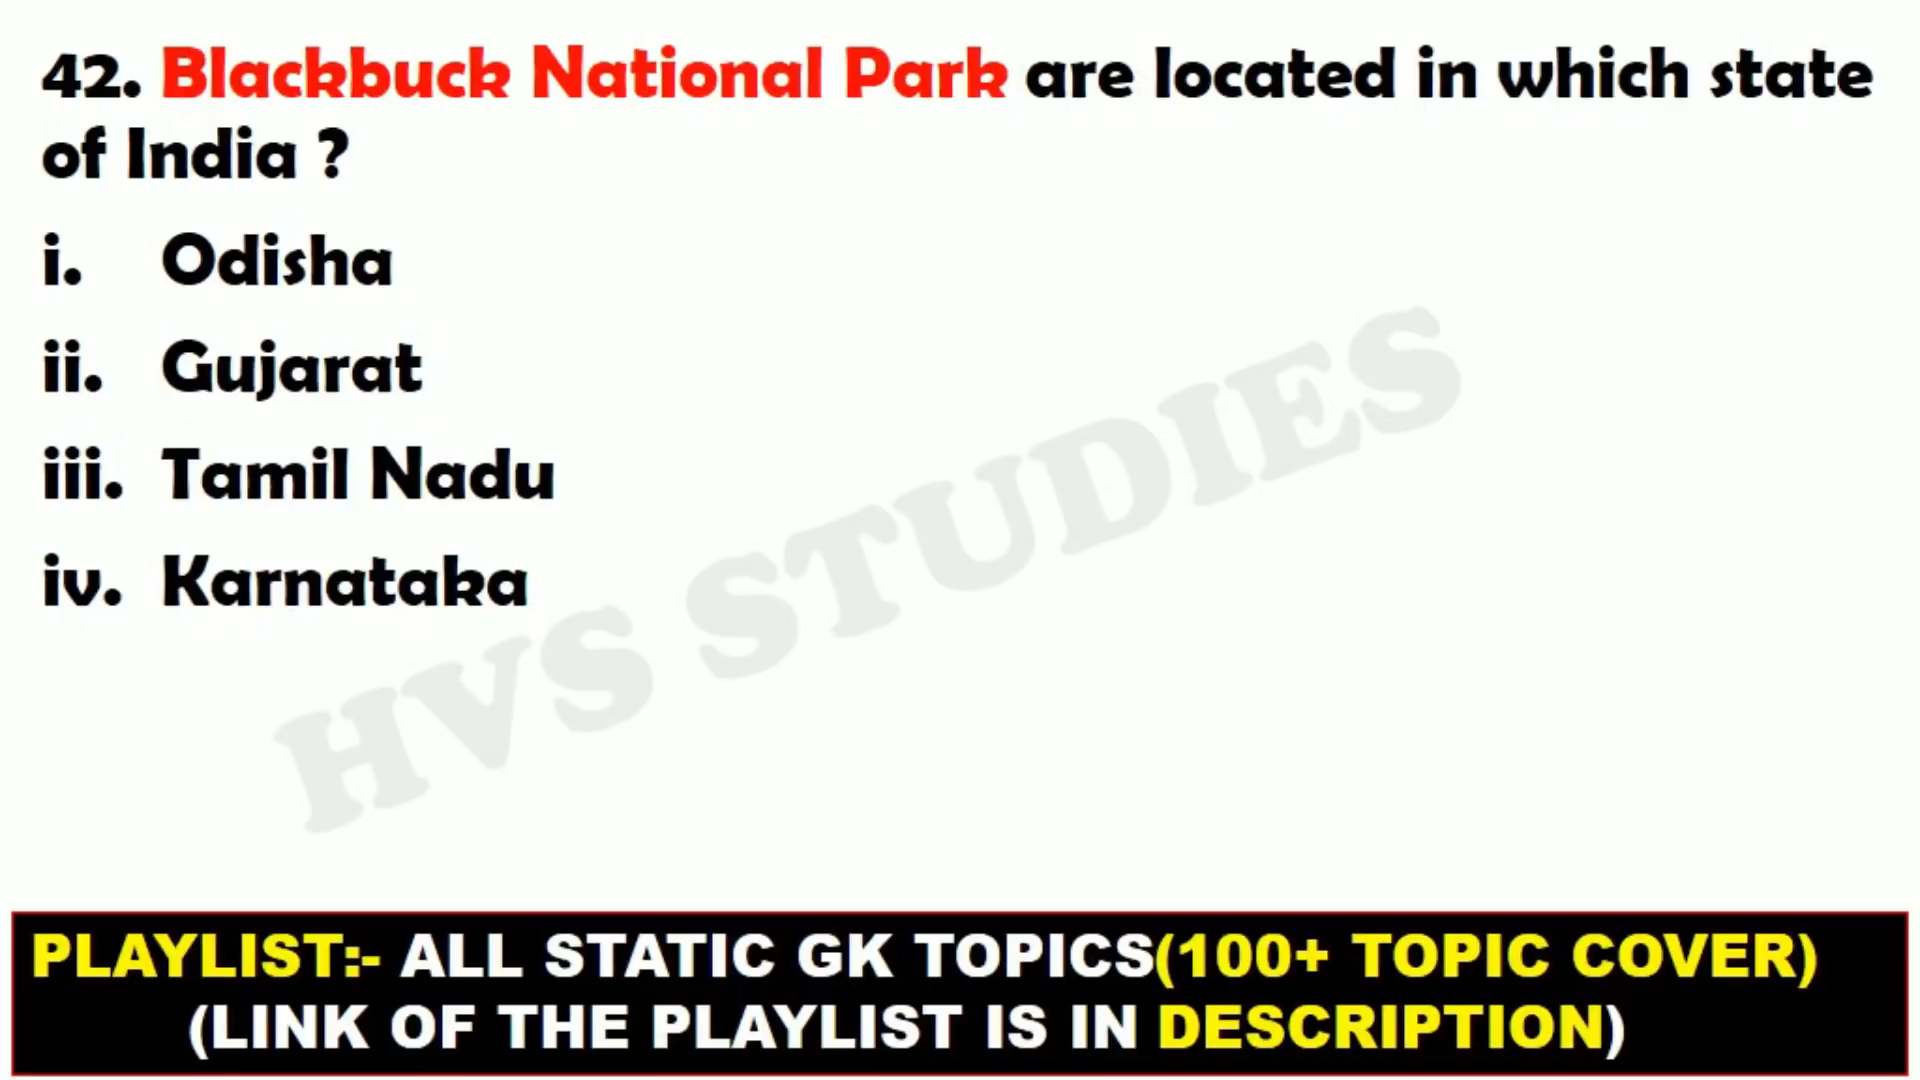 42. Blackbuck National Park are located in which state
of India ?
i. Odisha
ii. Gujarat
iii. Tamil Nadu
iv. Karnataka
HVS STUDIES
PLAYLIST:- ALL STATIC GK TOPICS(100+ TOPIC COVER)
(LINK OF THE PLAYLIST IS IN DESCRIPTION)